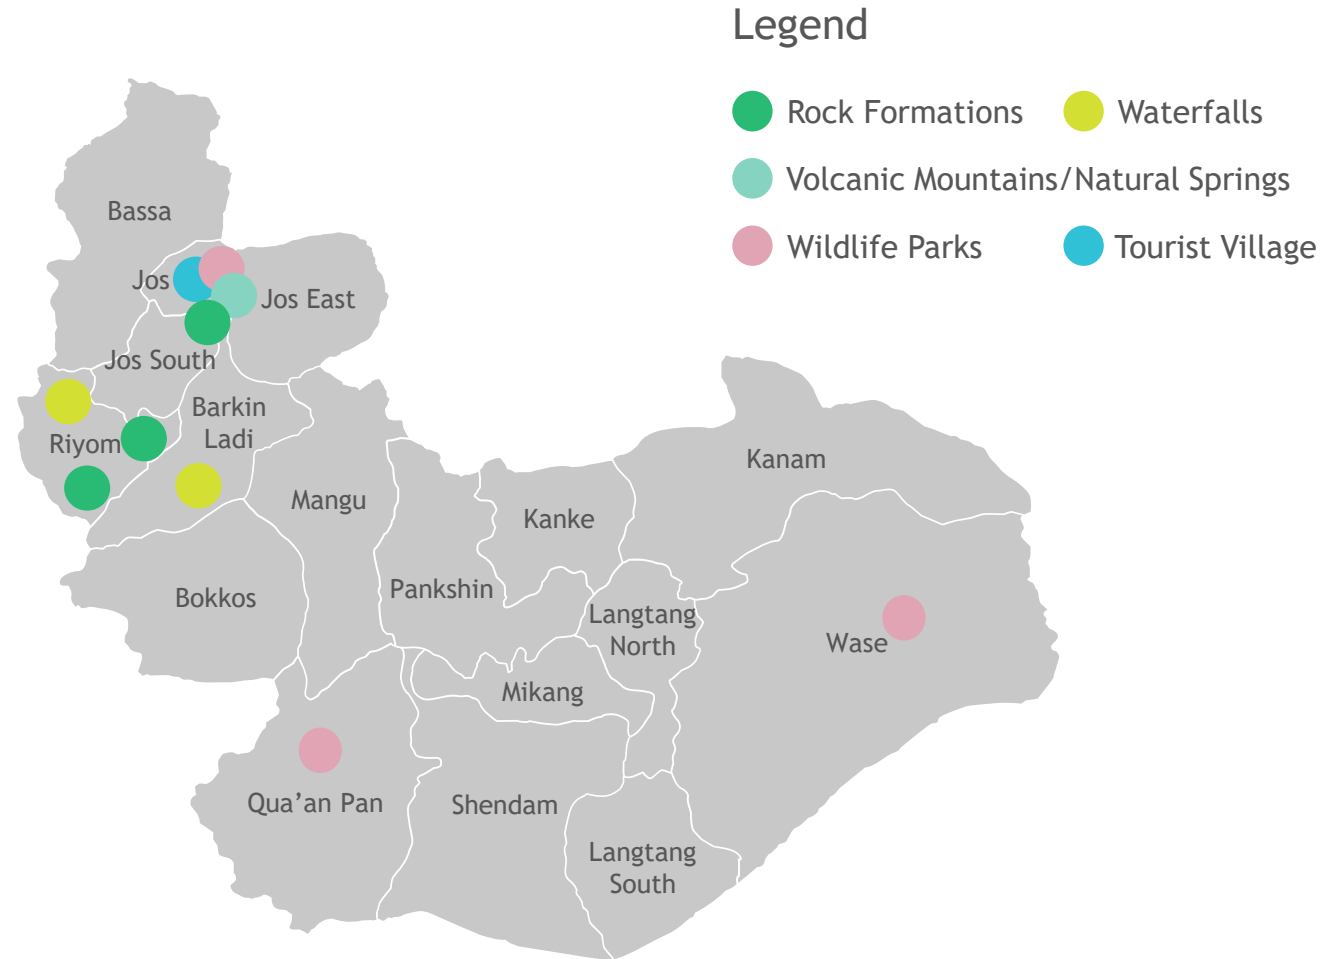 Legend
Rock Formations
Waterfalls
Volcanic Mountains/Natural Springs
Wildlife Parks
Tourist Village
Bassa
Jos
Jos East
Jos South
Barkin
Ladi
Riyom
Mangu
Kanam
Kanke
Pankshin
Bokkos
Langtang
North
Wase
Mikang
Qua’an Pan
Shendam
Langtang
South